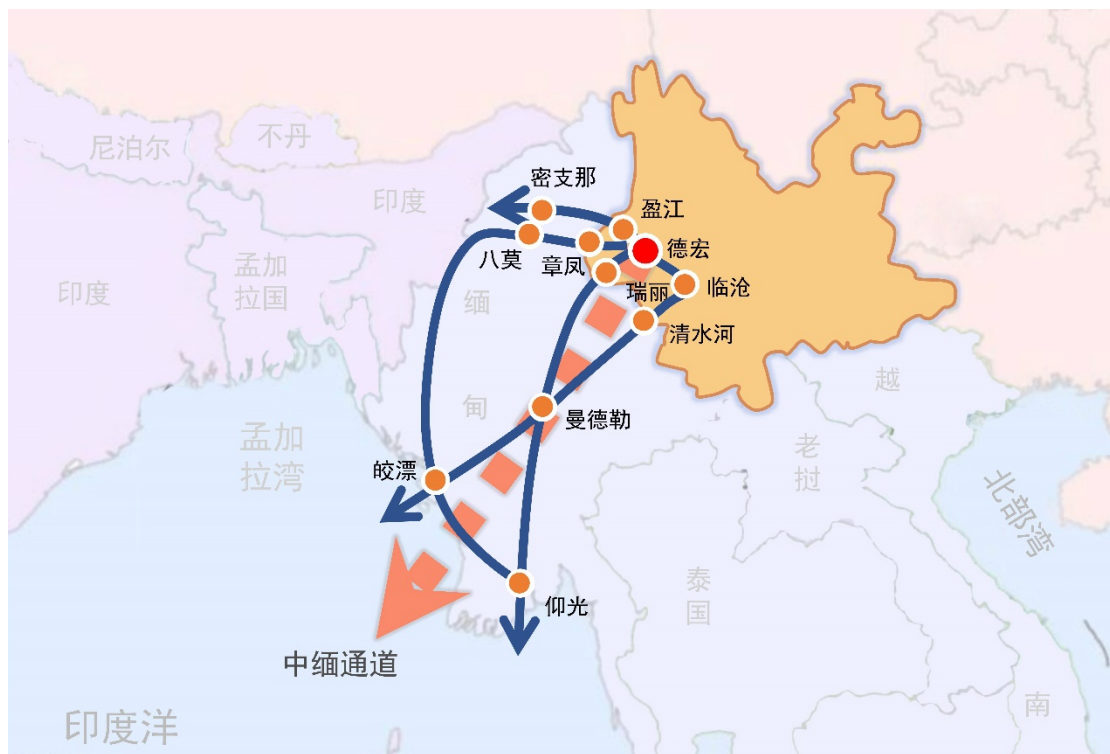 不丹
尼泊尔
印度
密支那
盈江
德宏
八莫
章凤
孟加
拉国
印度
缅
瑞丽
临沧
清水河
越
甸
曼德勒
孟加
拉湾
老
挝
皎漂
北部湾
泰
国
仰光
中缅通道
南
印度洋